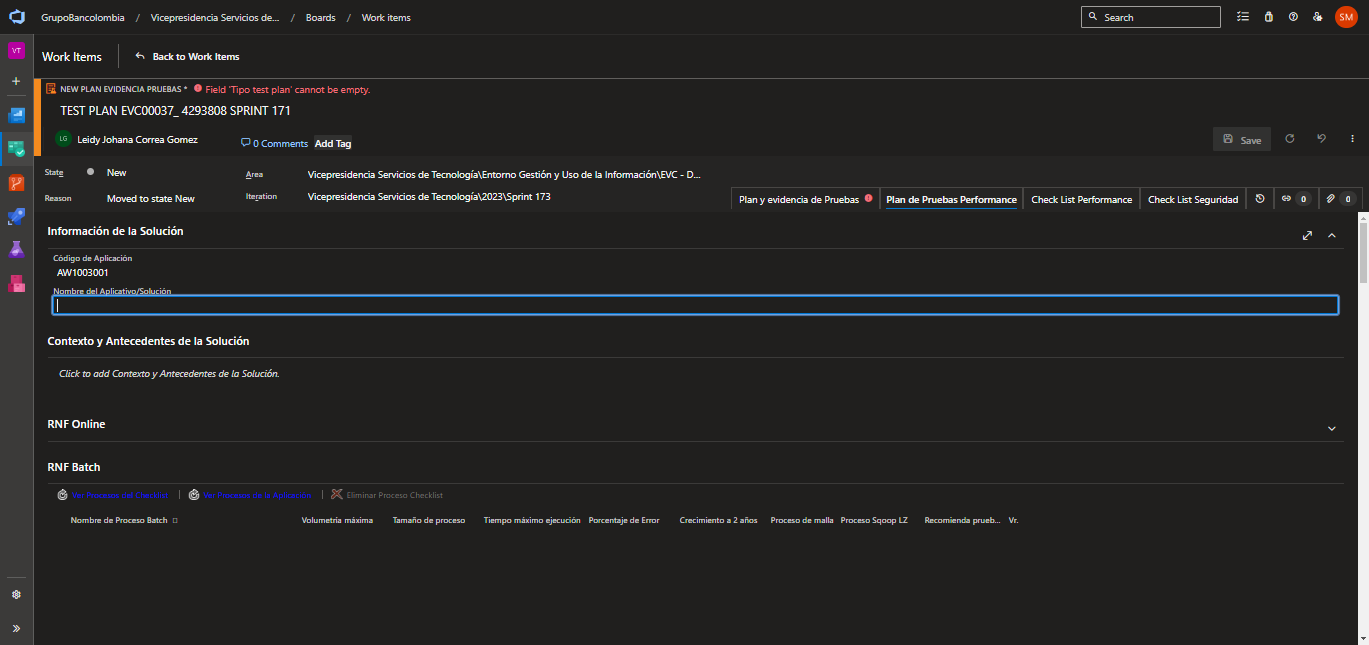 GrupoBancolombia / Vicepresidencia Servicios de... / Boards / Work items
Search
SM
VT
Work Items
Back to Work Items
NEW PLAN EVIDENCIA PRUEBAS * Field 'Tipo test plan' cannot be empty.
TEST PLAN EVC00037_ 4293808 SPRINT 171
LG Leidy Johana Correa Gomez
0 Comments
Add Tag
Save
State New
Area Vicepresidencia Servicios de Tecnología\Entorno Gestión y Uso de la Información\EVC - D...
Reason Moved to state New
Iteration Vicepresidencia Servicios de Tecnología\2023\Sprint 173
Plan y evidencia de Pruebas
Plan de Pruebas Performance
Check List Performance
Check List Seguridad
0
0
Información de la Solución
Código de Aplicación
AW1003001
Nombre del Aplicativo/Solución
Contexto y Antecedentes de la Solución
Click to add Contexto y Antecedentes de la Solución.
RNF Online
RNF Batch
Ver Procesos del Checklist | Ver Procesos de la Aplicación | Eliminar Proceso Checklist
Nombre de Proceso Batch Volumetría máxima Tamaño de proceso Tiempo máximo ejecución Porcentaje de Error Crecimiento a 2 años Proceso de malla Proceso Sqoop LZ Recomienda prueb... Vr.